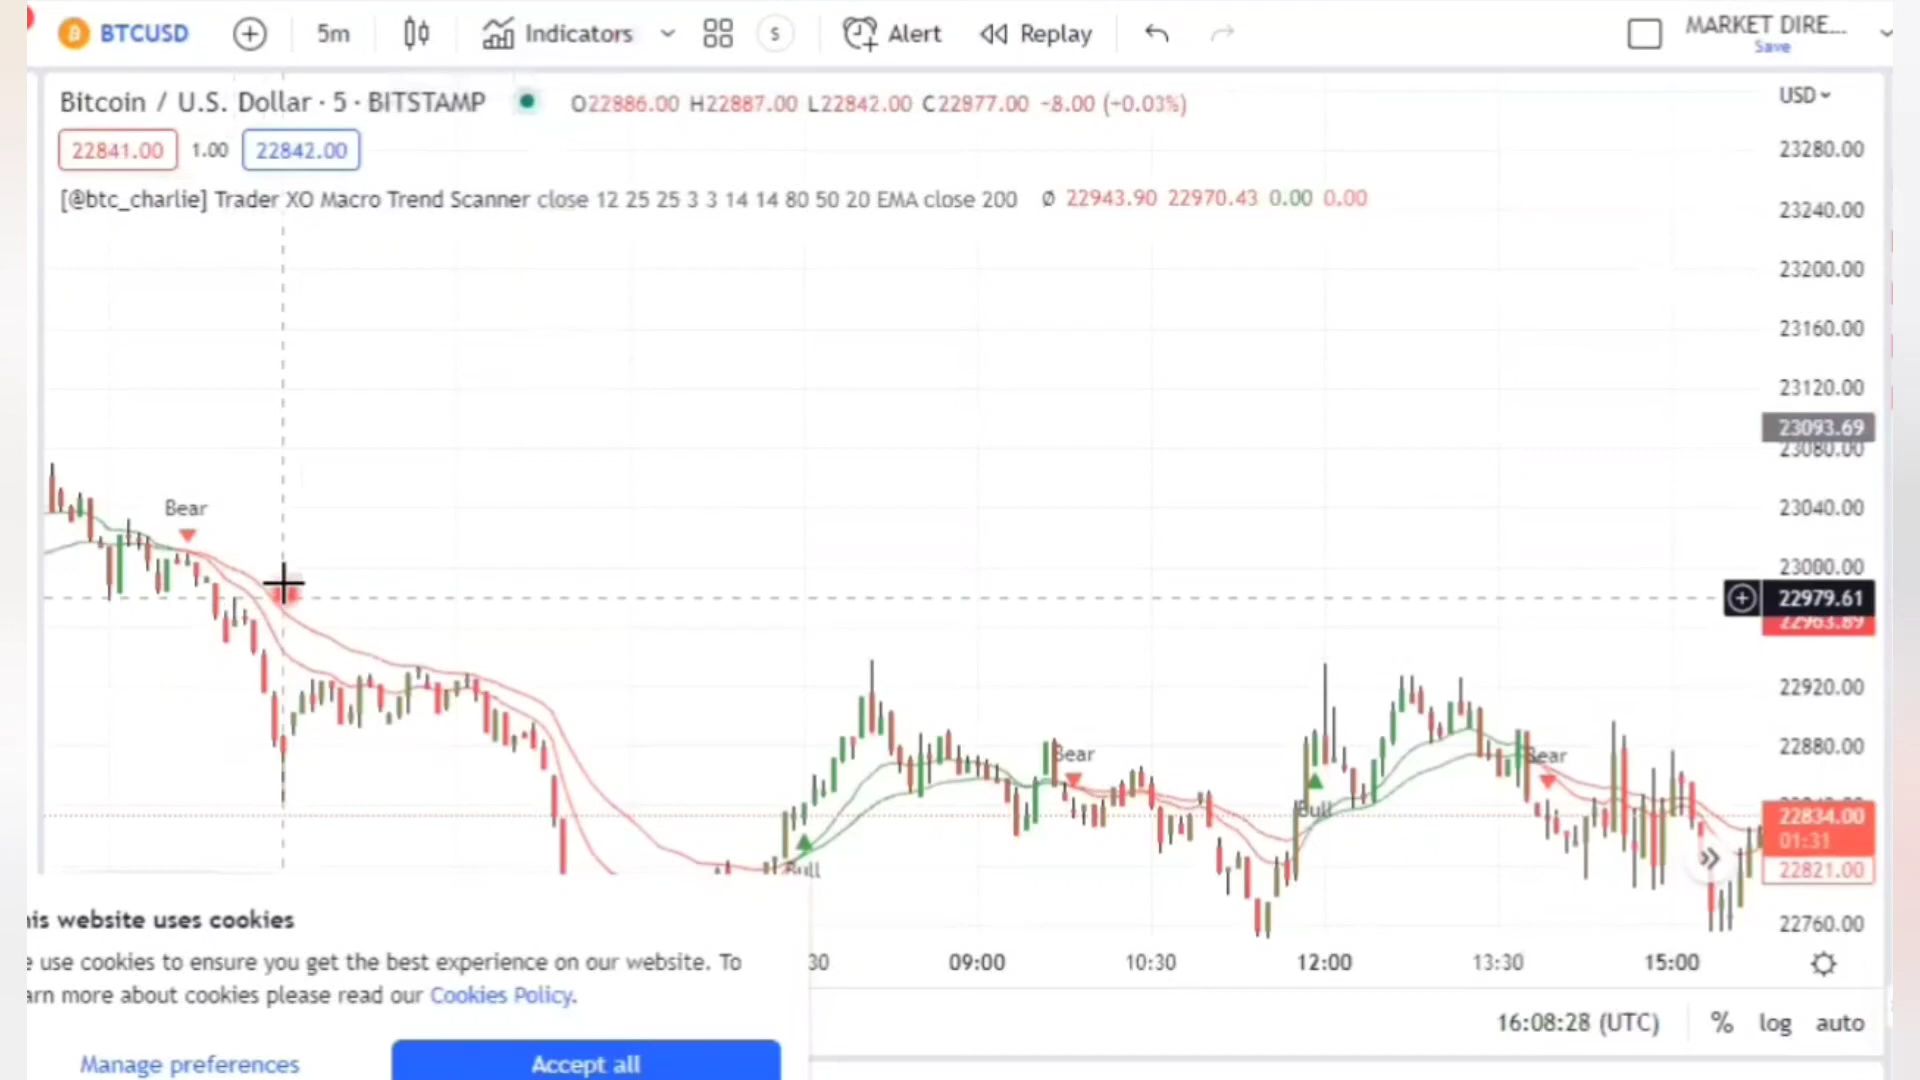 BTCUSD 5m Indicators S Alert Replay MARKET DIRE...
Save
Bitcoin / U.S. Dollar · 5 · BITSTAMP O22886.00 H22887.00 L22842.00 C22877.00 -8.00 (-0.03%)
USD
22841.00 1.00 22842.00
23280.00
[@btc_charlie] Trader XO Macro Trend Scanner close 12 25 25 3 3 14 14 80 50 20 EMA close 200 Ø 22943.90 22970.43 0.00 0.00
23240.00
23200.00
23160.00
23120.00
23093.69
23080.00
Bear
23040.00
23000.00
22979.61
22963.89
22920.00
22880.00
Bear
Bear
Bull
22834.00
01:31
Bull
22821.00
22760.00
his website uses cookies
e use cookies to ensure you get the best experience on our website. To
arn more about cookies please read our Cookies Policy.
Manage preferences Accept all
30 09:00 10:30 12:00 13:30 15:00
16:08:28 (UTC) % log auto